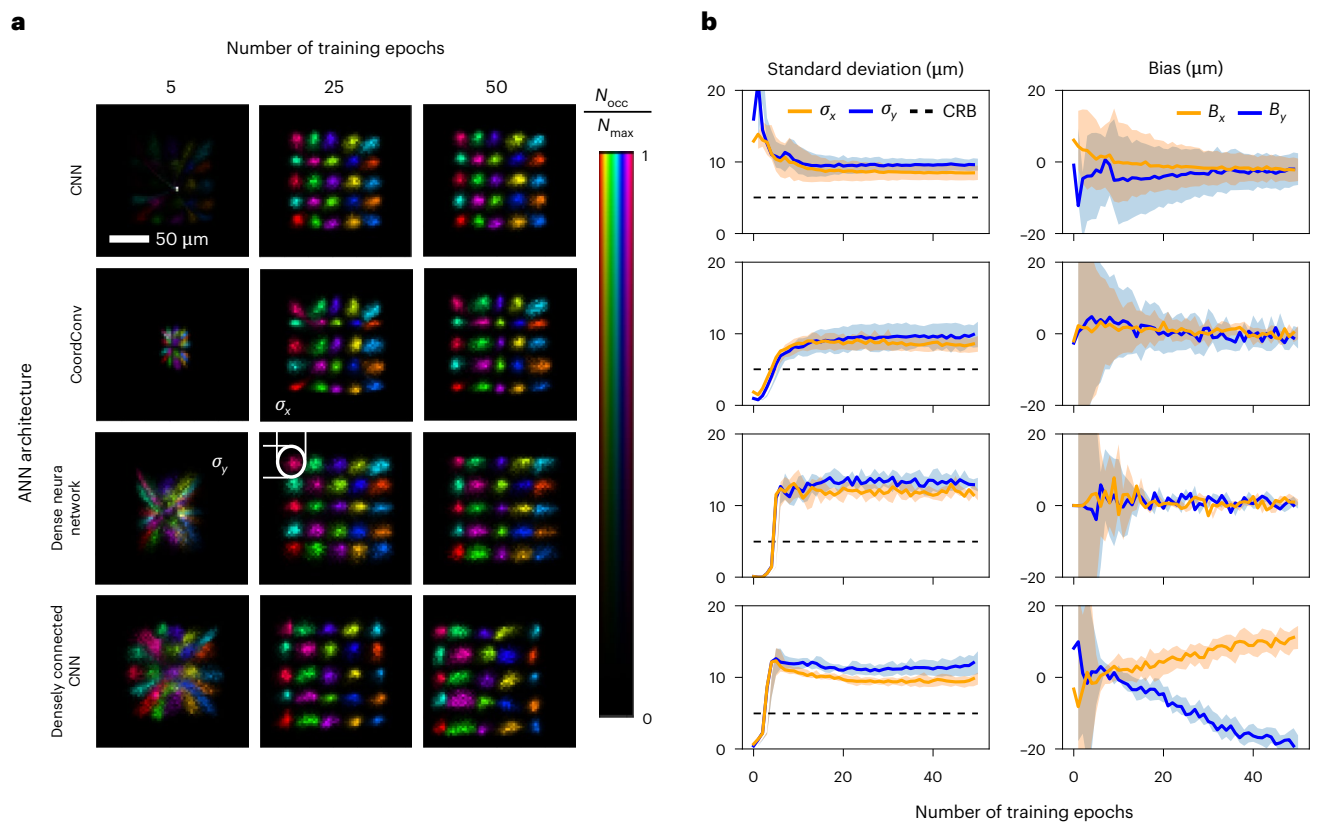 a
Number of training epochs
5 25 50
N occ
N max
1
0
ANN architecture
CNN
50 µm
CoordConv
σx
Dense neura
network
σy
Densely connected
CNN
b
Standard deviation (µm)
Bias (µm)
20
10
0
σx σy CRB
20
0
–20
Bx By
20
10
0
20
0
–20
20
10
0
20
0
–20
20
10
0
0 20 40
20
0
–20
0 20 40
Number of training epochs